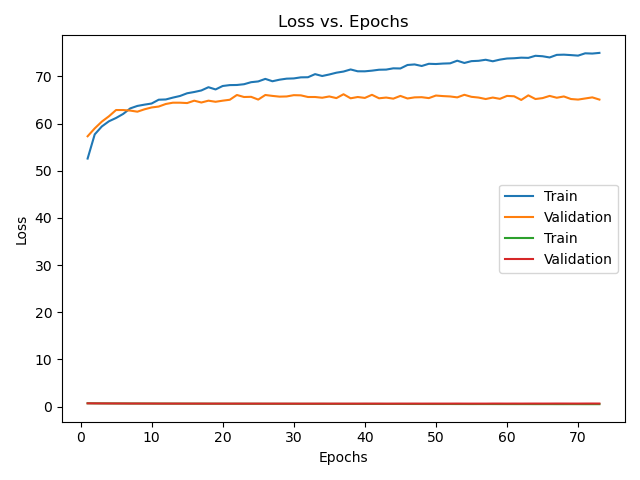 Loss vs. Epochs
Loss
70
60
50
40
30
20
10
0
Train
Validation
Train
Validation
0 10 20 30 40 50 60 70
Epochs